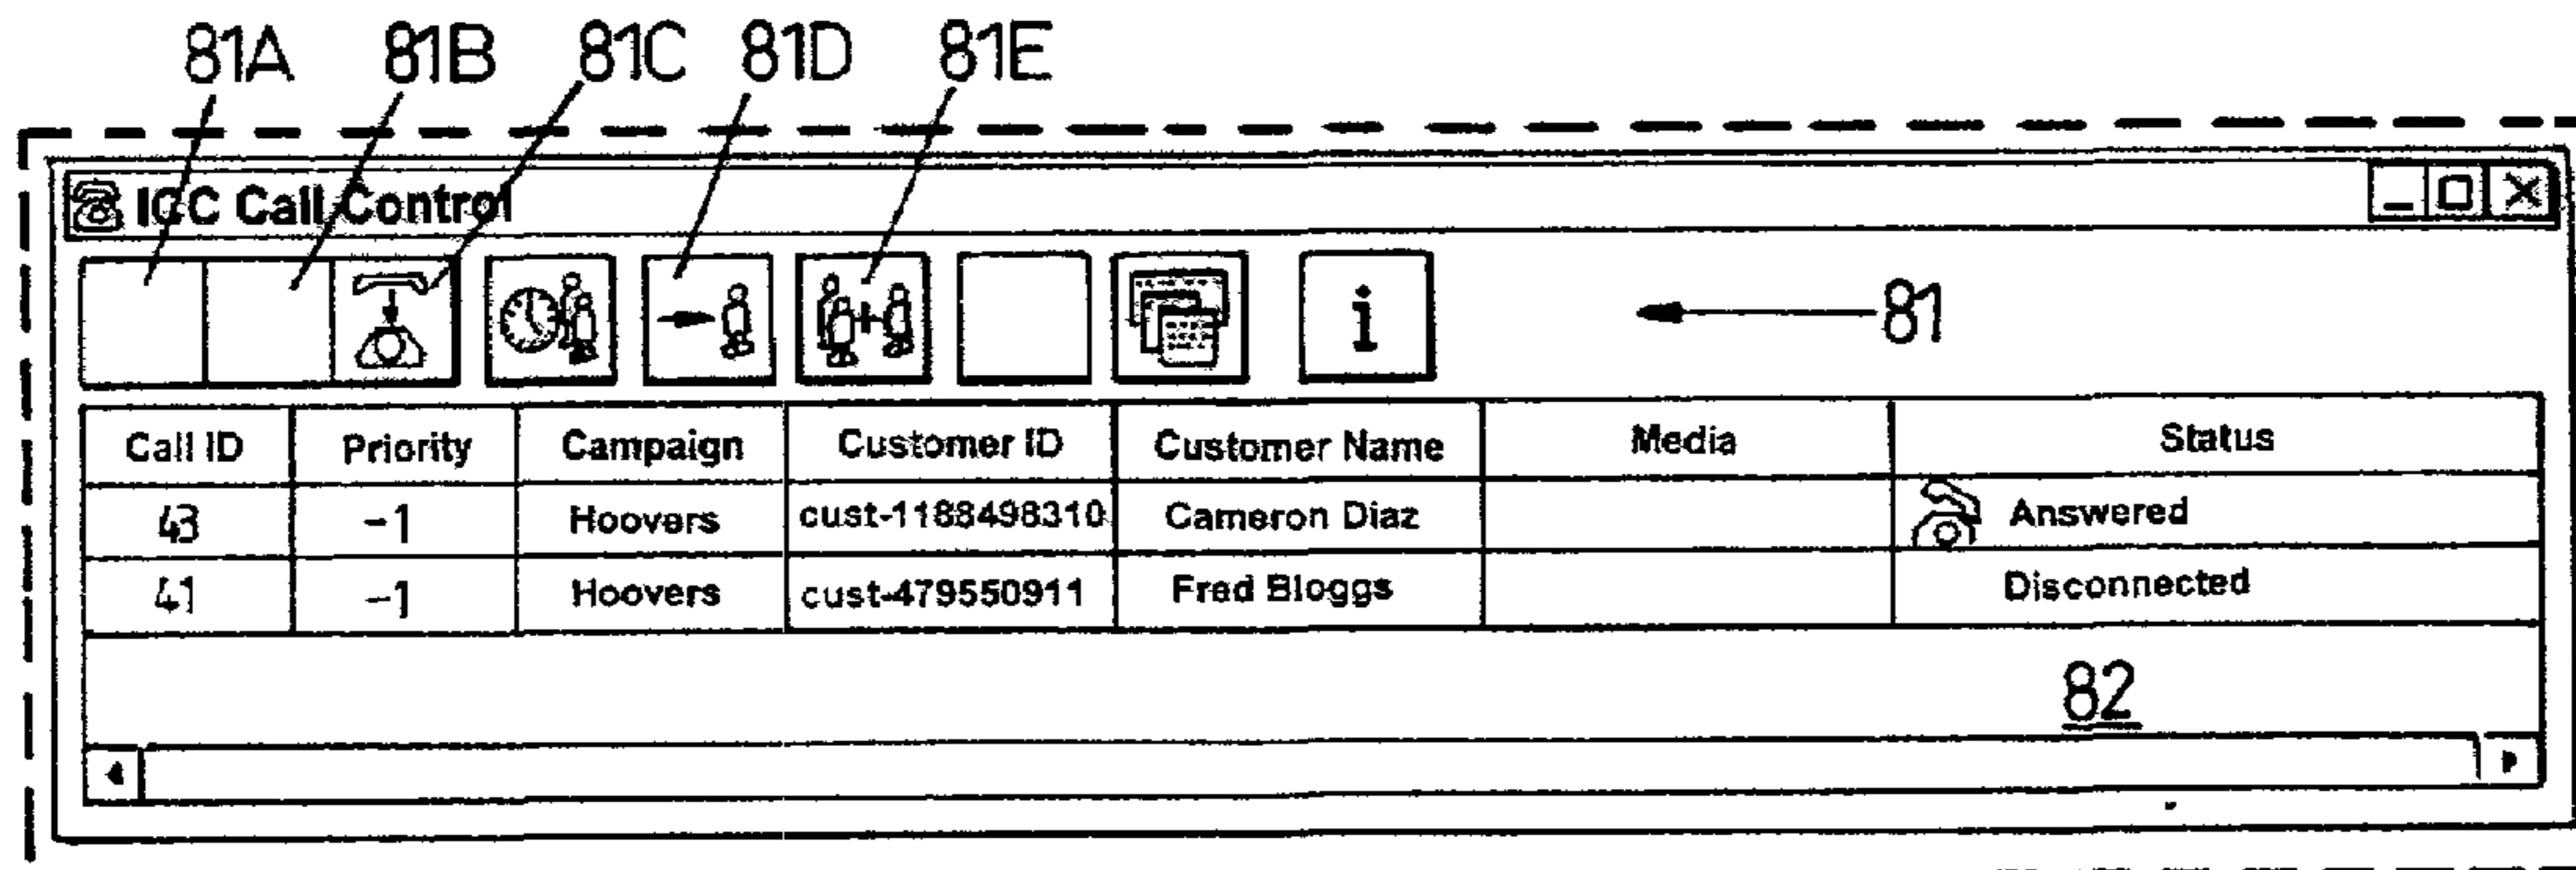 81A 81B 81C 81D 81E
ICC Call Control
i
81
Call ID Priority Campaign Customer ID Customer Name Media Status
43 -1 Hoovers cust-1188498310 Cameron Diaz Answered
41 -1 Hoovers cust-479550911 Fred Bloggs Disconnected
82